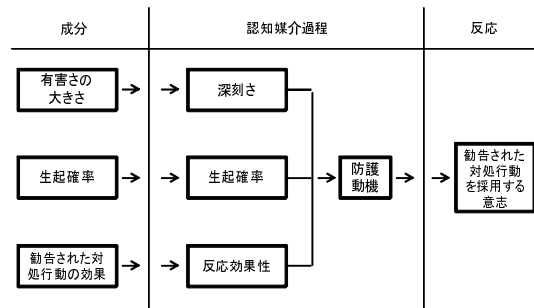 成分
認知媒介過程
反応
有害さの
大きさ
深刻さ
生起確率
生起確率
防護
動機
勧告された
対処行動
を採用する
意志
勧告された対
処行動の効果
反応効果性